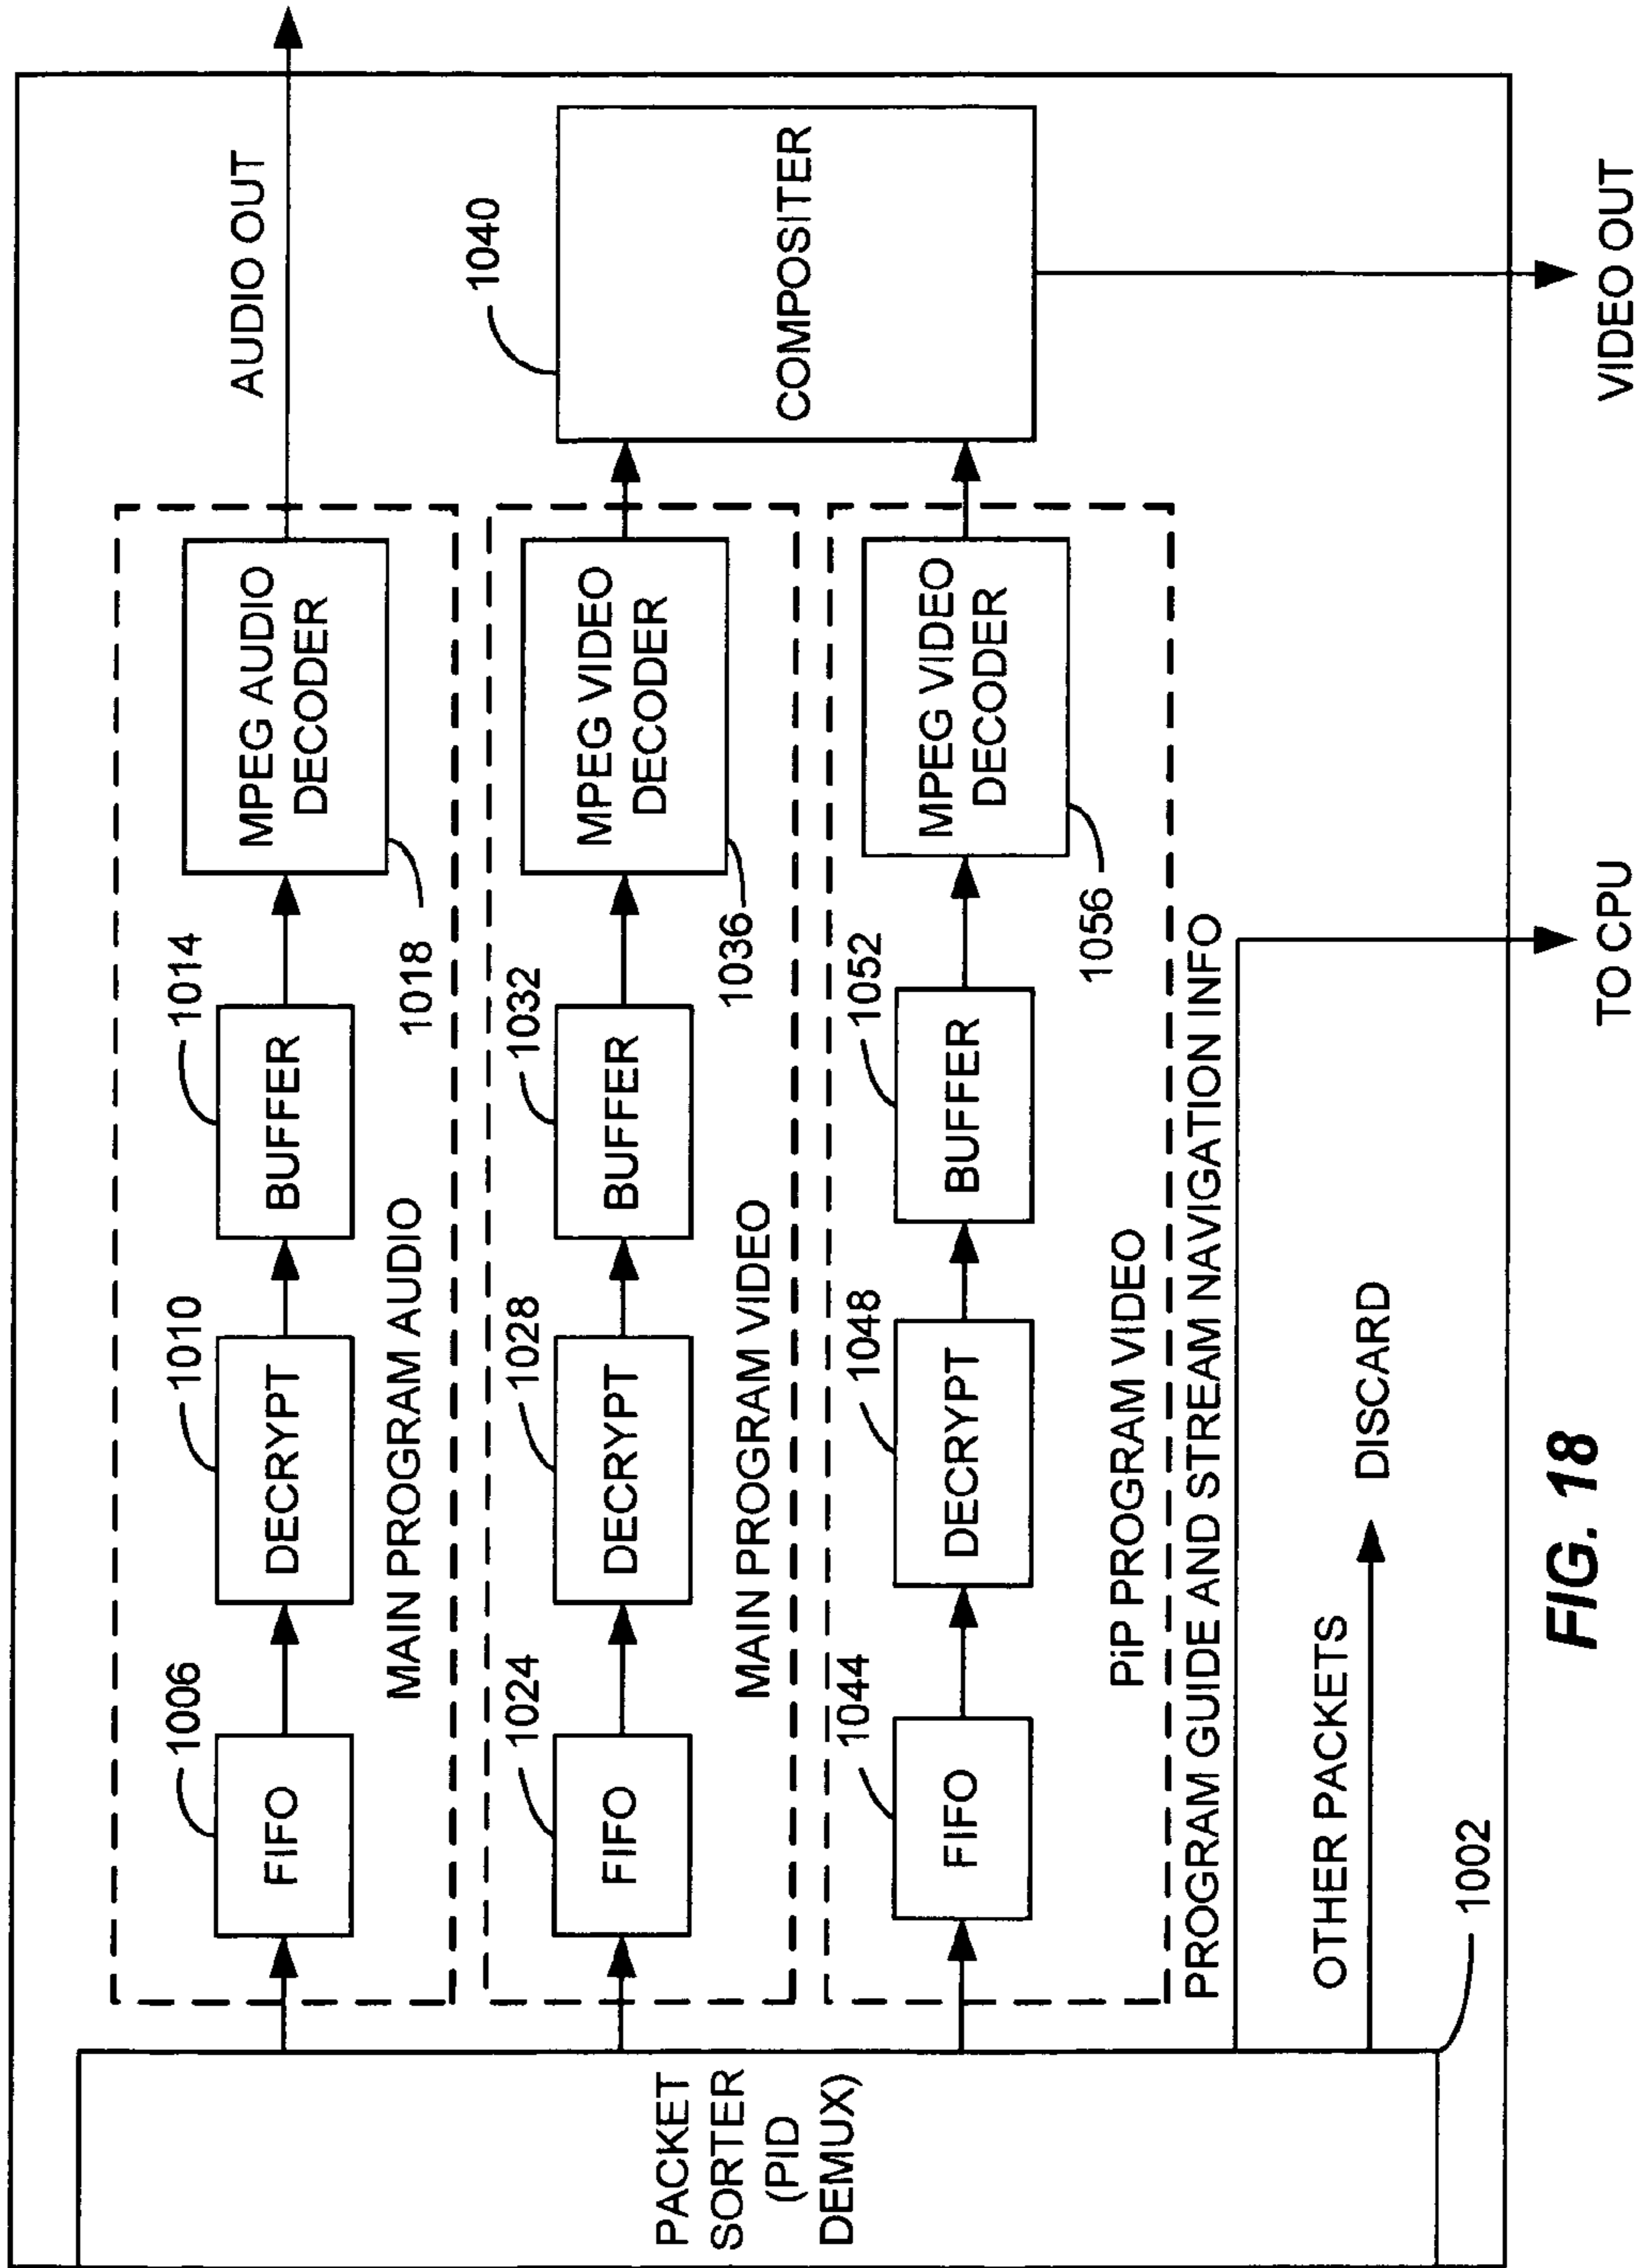 AUDIO OUT
1006
1010
1014
FIFO
DECRYPT
BUFFER
MPEG AUDIO
DECODER
1018
MAIN PROGRAM AUDIO
1024
1028
1032
1040
FIFO
DECRYPT
BUFFER
MPEG VIDEO
DECODER
COMPOSITER
1036
MAIN PROGRAM VIDEO
PACKET
SORTER
(PID
DEMUX)
1044
1048
1052
FIFO
DECRYPT
BUFFER
MPEG VIDEO
DECODER
1056
PiP PROGRAM VIDEO
PROGRAM GUIDE AND STREAM NAVIGATION INFO
OTHER PACKETS
DISCARD
1002
TO CPU
VIDEO OUT
FIG. 18